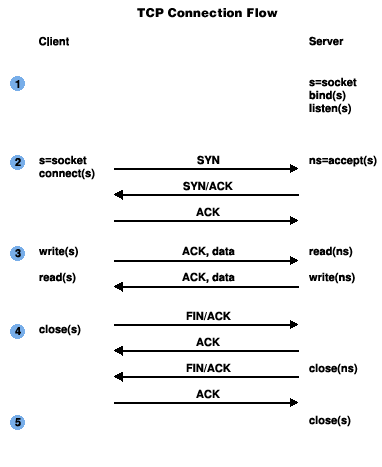 TCP Connection Flow
Client Server
1 s=socket
bind(s)
listen(s)
2 s=socket SYN ns=accept(s)
connect(s)
SYN/ACK
ACK
3 write(s) ACK, data read(ns)
read(s) ACK, data write(ns)
FIN/ACK
4 close(s)
ACK
FIN/ACK close(ns)
ACK
5 close(s)